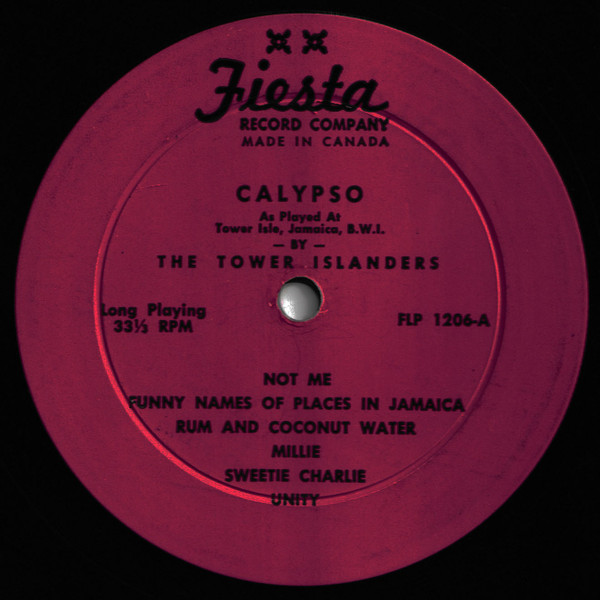 Fiesta
RECORD COMPANY
MADE IN CANADA
CALYPSO
As Played At
Tower Isle, Jamaica, B.W.I.
— BY —
THE TOWER ISLANDERS
Long Playing
33⅓ RPM
FLP 1206-A
NOT ME
FUNNY NAMES OF PLACES IN JAMAICA
RUM AND COCONUT WATER
MILLIE
SWEETIE CHARLIE
UNITY